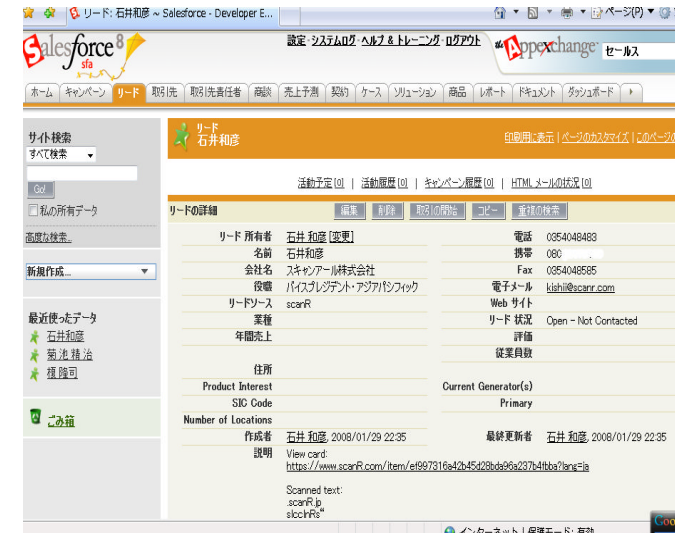 リード: 石井和彦 ~ Salesforce - Developer E...
ページ(P)
salesforce 8
sfa
設定・システムログ・ヘルプ & トレーニング・ログアウト
Appexchange
セールス
ホーム キャンペーン リード 取引先 取引先責任者 商談 売上予測 契約 ケース ソリューション 商品 レポート ドキュメント ダッシュボード
サイト検索
すべて検索
Go!
私の所有データ
高度な検索...
新規作成...
最近使ったデータ
石井和彦
菊池精治
榎隆司
ごみ箱
リード
石井和彦
印刷用に表示 | ページのカスタマイズ | このページの
活動予定[0] | 活動履歴[0] | キャンペーン履歴[0] | HTML メールの状況[0]
リードの詳細 編集 削除 取引の開始 コピー 重複の検索
リード 所有者 石井 和彦 [変更] 電話 0354048483
名前 石井和彦 携帯 080
会社名 スキャンアール株式会社 Fax 0354048585
役職 バイスプレジデント・アジアパシフィック 電子メール kishii@scanr.com
リードソース scanR Web サイト
業種 リード 状況 Open - Not Contacted
年間売上 評価
従業員数
住所
Product Interest Current Generator(s)
SIC Code Primary
Number of Locations
作成者 石井 和彦, 2008/01/29 22:35 最終更新者 石井 和彦, 2008/01/29 22:35
説明 View card:
https://www.scanR.com/item/ef997316a42b45d28bda96a237b4fbba?lang=ja
Scanned text:
.scanR.jp
slcclnRs"
Goo
インターネット | 保護モード: 有効